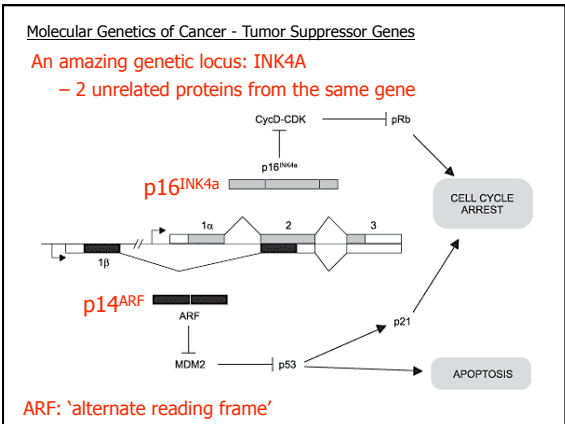 Molecular Genetics of Cancer - Tumor Suppressor Genes
An amazing genetic locus: INK4A
– 2 unrelated proteins from the same gene
CycD-CDK
pRb
p16INK4a
p16INK4a
CELL CYCLE
ARREST
1α
2
3
1β
p14ARF
ARF
p21
MDM2
p53
APOPTOSIS
ARF: ‘alternate reading frame’